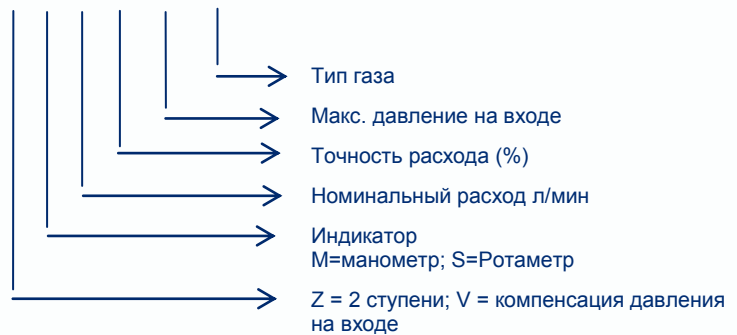 Тип газа
Макс. давление на входе
Точность расхода (%)
Номинальный расход л/мин
Индикатор
М=манометр; S=Ротаметр
Z = 2 ступени; V = компенсация давления
на входе